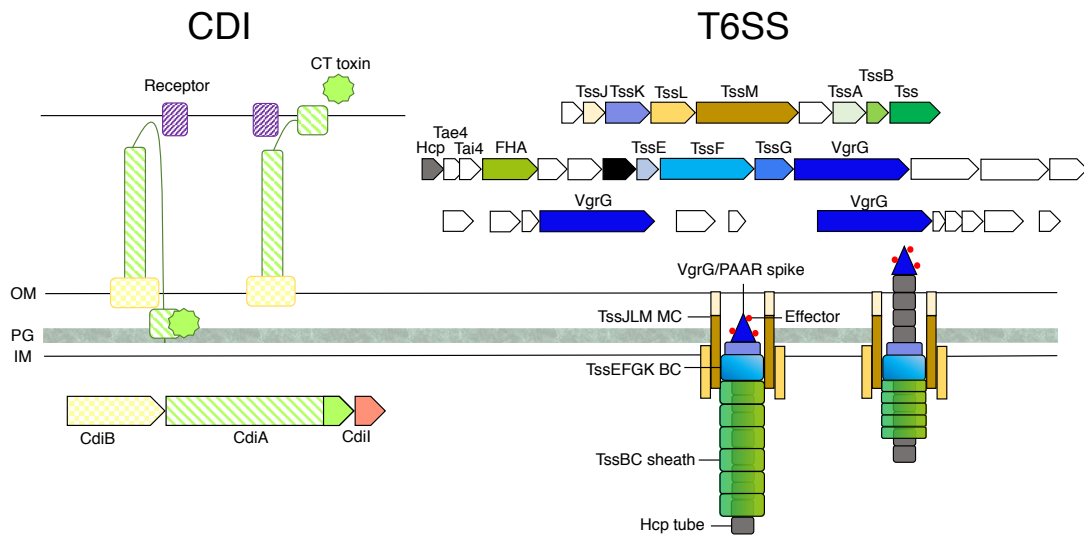 CDI
T6SS
CT toxin
Receptor
TssB
TssJ TssK TssL TssM TssA Tss
Tae4
Hcp Tai4 FHA TssE TssF TssG VgrG
VgrG VgrG
VgrG/PAAR spike
OM
TssJLM MC Effector
PG
IM
TssEFGK BC
CdiB CdiA CdiI
TssBC sheath
Hcp tube